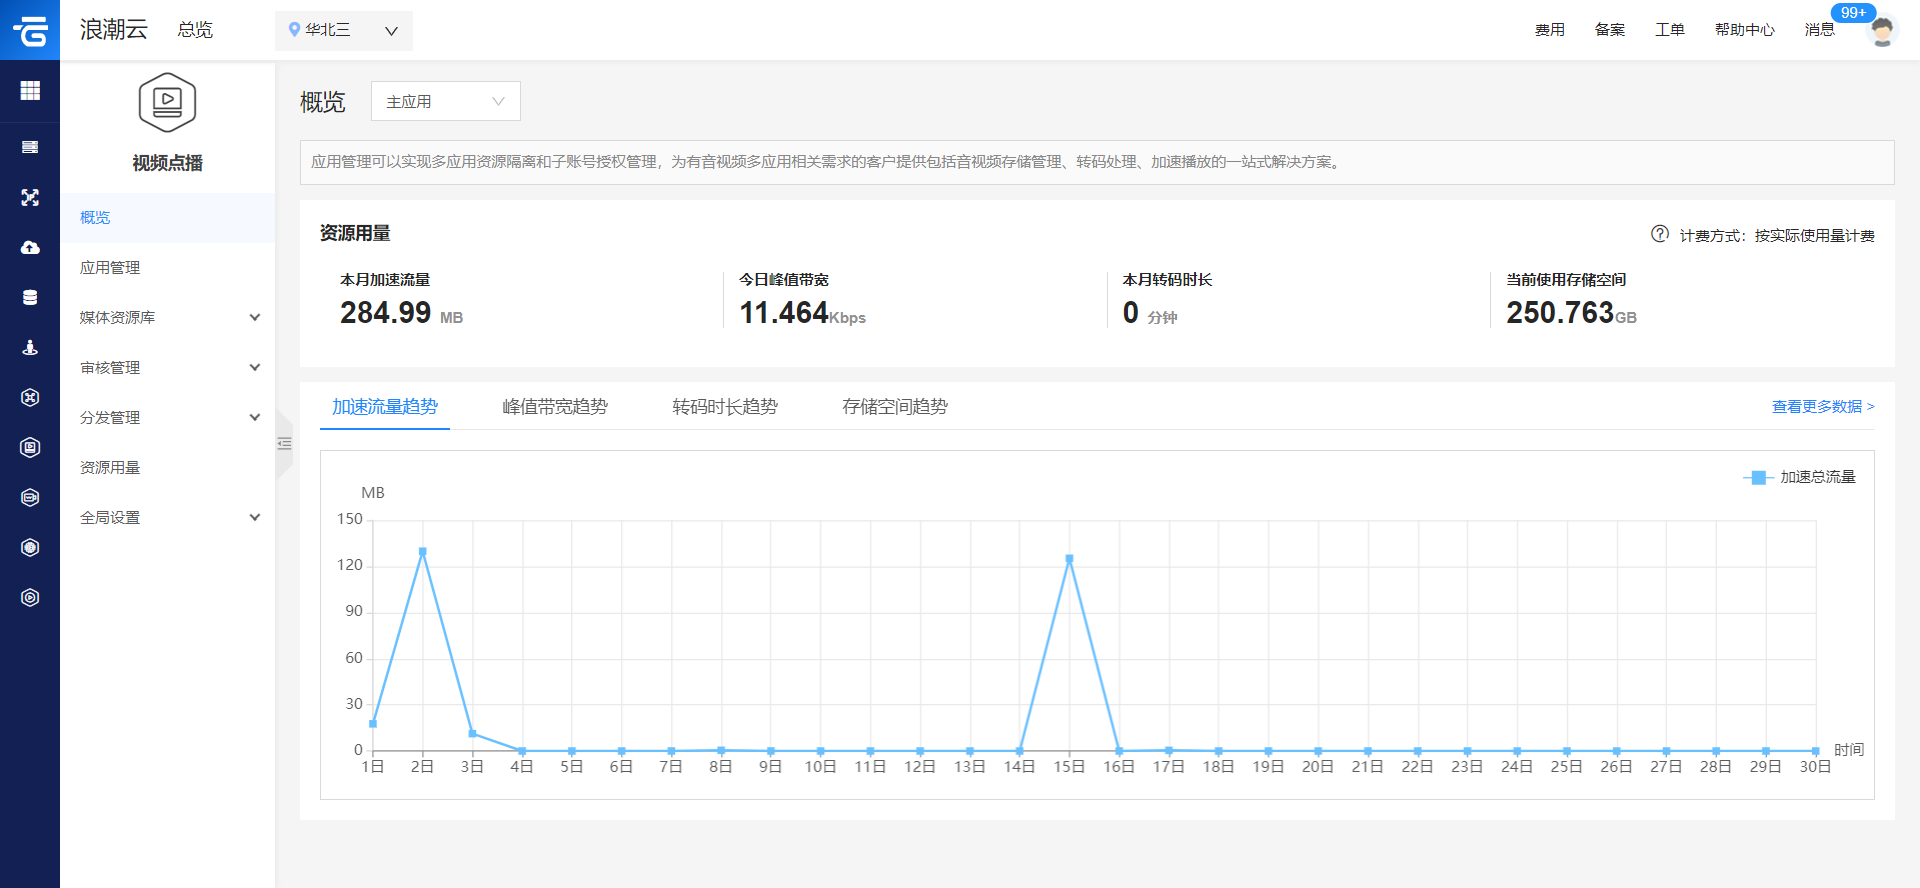 浪潮云 总览 华北三 费用 备案 工单 帮助中心 消息 99+
视频点播
概览
应用管理
媒体资源库
审核管理
分发管理
资源用量
全局设置
概览 主应用
应用管理可以实现多应用资源隔离和子账号授权管理，为有音视频多应用相关需求的客户提供包括音视频存储管理、转码处理、加速播放的一站式解决方案。
资源用量 计费方式：按实际使用量计费
本月加速流量 今日峰值带宽 本月转码时长 当前使用存储空间
284.99 MB 11.464Kbps 0 分钟 250.763GB
加速流量趋势 峰值带宽趋势 转码时长趋势 存储空间趋势 查看更多数据 >
加速总流量
MB
150
120
90
60
30
0 时间
1日 2日 3日 4日 5日 6日 7日 8日 9日 10日 11日 12日 13日 14日 15日 16日 17日 18日 19日 20日 21日 22日 23日 24日 25日 26日 27日 28日 29日 30日